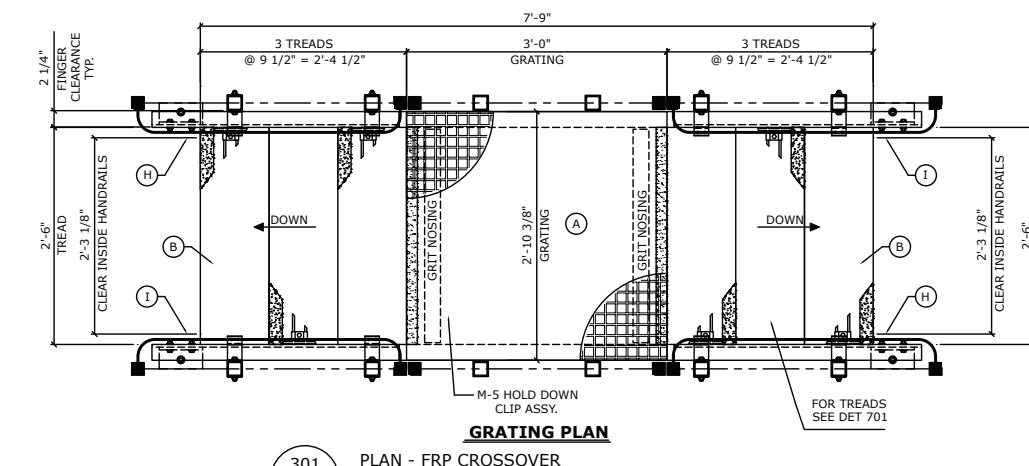 7'-9"
3 TREADS
@ 9 1/2" = 2'-4 1/2"
3'-0"
GRATING
3 TREADS
@ 9 1/2" = 2'-4 1/2"
2 1/4"
FINGER
CLEARANCE
TYP.
H
I
2'-6"
TREAD
2'-3 1/8"
CLEAR INSIDE HANDRAILS
B
DOWN
GRIT NOSING
2'-10 3/8"
GRATING
A
GRIT NOSING
DOWN
B
2'-3 1/8"
CLEAR INSIDE HANDRAILS
2'-6"
I
H
M-5 HOLD DOWN
CLIP ASSY.
FOR TREADS
SEE DET 701
GRATING PLAN
301
PLAN - FRP CROSSOVER